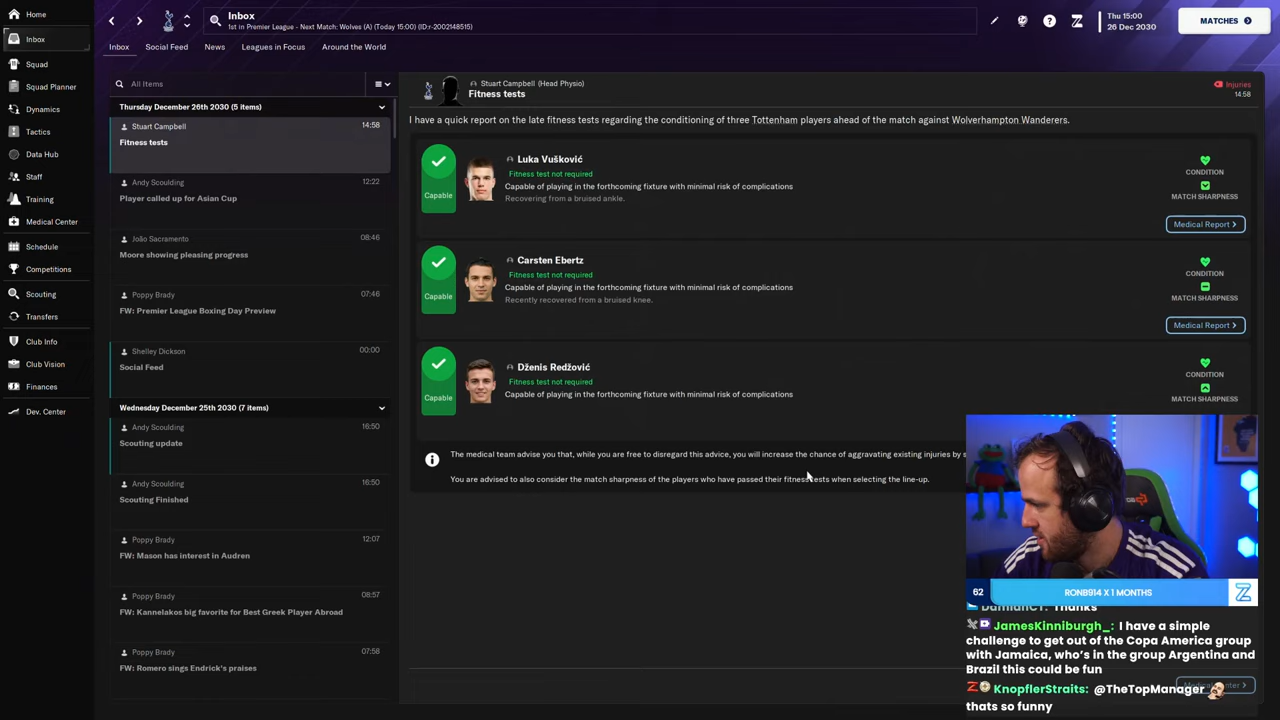 Home
Inbox
Squad
Squad Planner
Dynamics
Tactics
Data Hub
Staff
Training
Medical Center
Schedule
Competitions
Scouting
Transfers
Club Info
Club Vision
Finances
Dev. Center
Inbox
1st in Premier League - Next Match: Wolves (A) (Today 15:00) (ID:r-2002148515)
Thu 15:00
26 Dec 2030
MATCHES
Inbox
Social Feed
News
Leagues in Focus
Around the World
All Items
Thursday December 26th 2030 (5 items)
Stuart Campbell 14:58
Fitness tests
Andy Scoulding 12:22
Player called up for Asian Cup
João Sacramento 08:46
Moore showing pleasing progress
Poppy Brady 07:46
FW: Premier League Boxing Day Preview
Shelley Dickson 00:00
Social Feed
Wednesday December 25th 2030 (7 items)
Andy Scoulding 16:50
Scouting update
Andy Scoulding 16:50
Scouting Finished
Poppy Brady 12:07
FW: Mason has interest in Audren
Poppy Brady 08:57
FW: Kannelakos big favorite for Best Greek Player Abroad
Poppy Brady 07:58
FW: Romero sings Endrick's praises
Stuart Campbell (Head Physio)
Fitness tests
Injuries
14:58
I have a quick report on the late fitness tests regarding the conditioning of three Tottenham players ahead of the match against Wolverhampton Wanderers.
Capable
Luka Vušković
Fitness test not required
Capable of playing in the forthcoming fixture with minimal risk of complications
Recovering from a bruised ankle.
CONDITION
MATCH SHARPNESS
Medical Report
Capable
Carsten Ebertz
Fitness test not required
Capable of playing in the forthcoming fixture with minimal risk of complications
Recently recovered from a bruised knee.
CONDITION
MATCH SHARPNESS
Medical Report
Capable
Dženis Redžović
Fitness test not required
Capable of playing in the forthcoming fixture with minimal risk of complications
CONDITION
MATCH SHARPNESS
The medical team advise you that, while you are free to disregard this advice, you will increase the chance of aggravating existing injuries by s
You are advised to also consider the match sharpness of the players who have passed their fitness tests when selecting the line-up.
62
RONB914 X 1 MONTHS
DamianCT: Thanks
JamesKinniburgh_: I have a simple
challenge to get out of the Copa America group
with Jamaica, who's in the group Argentina and
Brazil this could be fun
KnopflerStraits: @TheTopManager
thats so funny